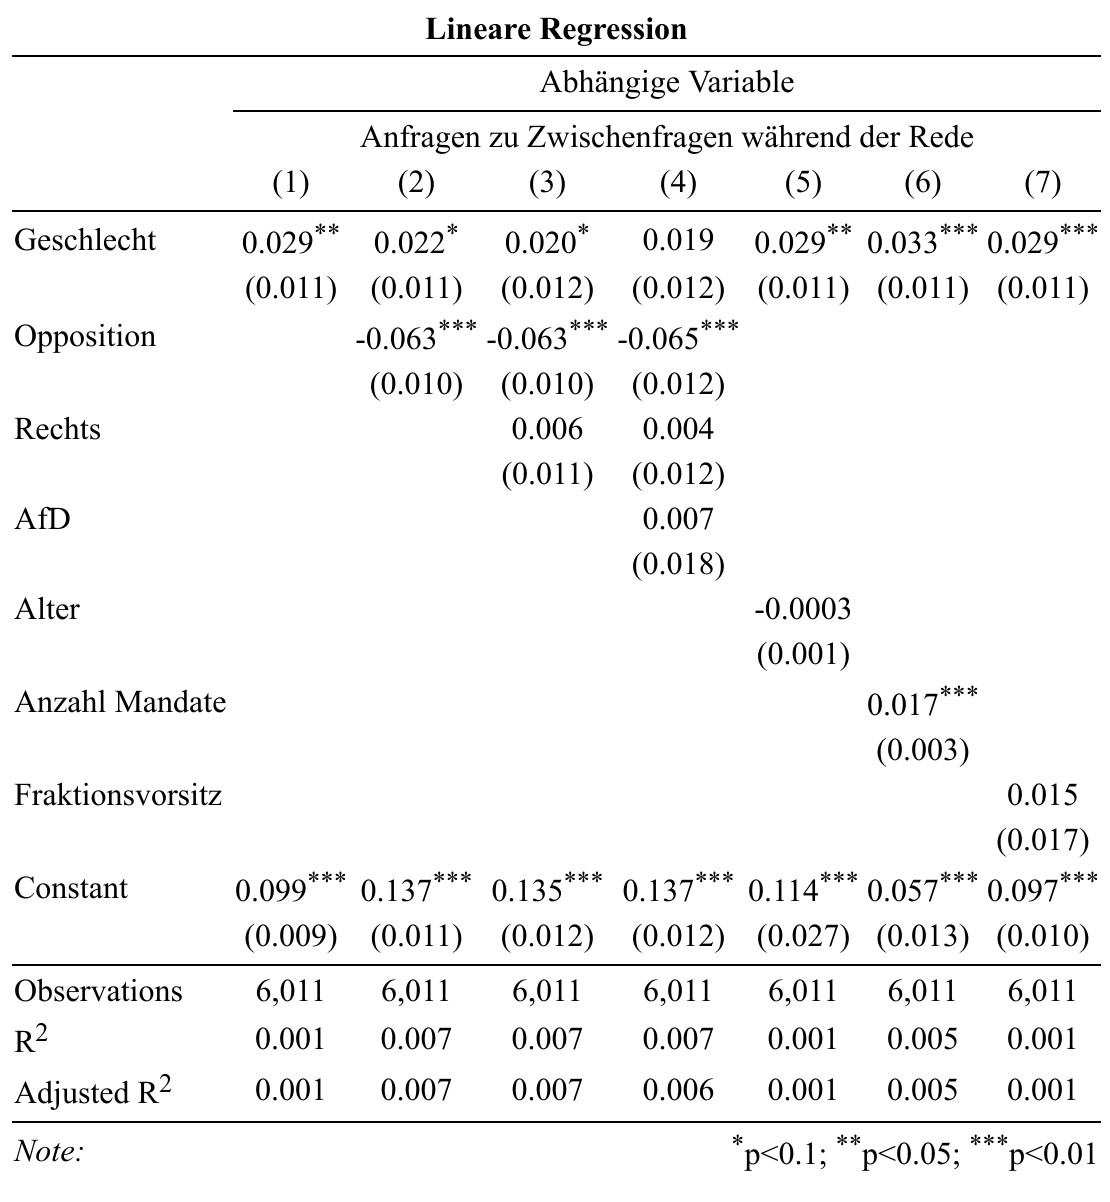 Lineare Regression
Abhängige Variable
Anfragen zu Zwischenfragen während der Rede
(1) (2) (3) (4) (5) (6) (7)
Geschlecht 0.029** 0.022* 0.020* 0.019 0.029** 0.033*** 0.029***
(0.011) (0.011) (0.012) (0.012) (0.011) (0.011) (0.011)
Opposition -0.063*** -0.063*** -0.065***
(0.010) (0.010) (0.012)
Rechts 0.006 0.004
(0.011) (0.012)
AfD 0.007
(0.018)
Alter -0.0003
(0.001)
Anzahl Mandate 0.017***
(0.003)
Fraktionsvorsitz 0.015
(0.017)
Constant 0.099*** 0.137*** 0.135*** 0.137*** 0.114*** 0.057*** 0.097***
(0.009) (0.011) (0.012) (0.012) (0.027) (0.013) (0.010)
Observations 6,011 6,011 6,011 6,011 6,011 6,011 6,011
R2 0.001 0.007 0.007 0.007 0.001 0.005 0.001
Adjusted R2 0.001 0.007 0.007 0.006 0.001 0.005 0.001
Note: *p<0.1; **p<0.05; ***p<0.01